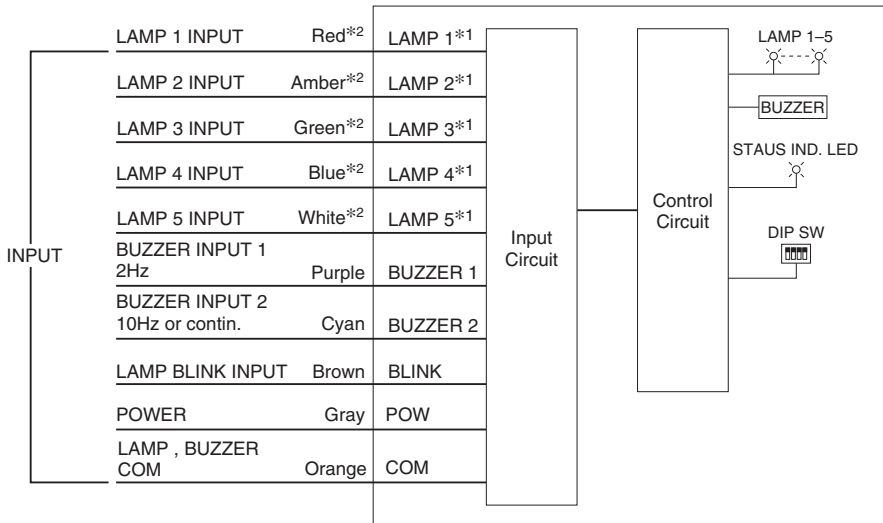 LAMP 1 INPUT Red*2 LAMP 1*1
LAMP 2 INPUT Amber*2 LAMP 2*1
LAMP 3 INPUT Green*2 LAMP 3*1
LAMP 4 INPUT Blue*2 LAMP 4*1
LAMP 5 INPUT White*2 LAMP 5*1
INPUT
BUZZER INPUT 1
2Hz Purple BUZZER 1
BUZZER INPUT 2
10Hz or contin. Cyan BUZZER 2
LAMP BLINK INPUT Brown BLINK
POWER Gray POW
LAMP , BUZZER
COM Orange COM
Input
Circuit
Control
Circuit
LAMP 1–5
BUZZER
STAUS IND. LED
DIP SW